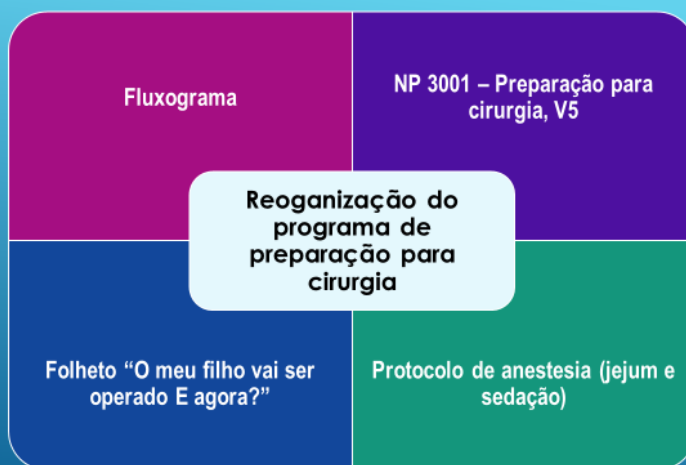 Fluxograma
NP 3001 – Preparação para
cirurgia, V5
Reoganização do
programa de
preparação para
cirurgia
Folheto “O meu filho vai ser
operado E agora?”
Protocolo de anestesia (jejum e
sedação)